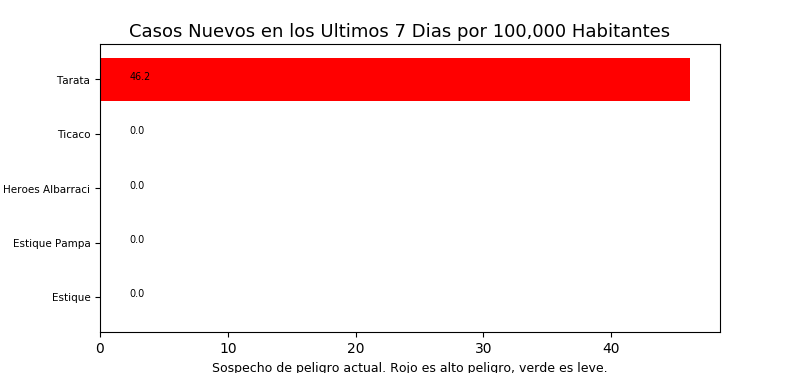 Casos Nuevos en los Ultimos 7 Dias por 100,000 Habitantes
Tarata 46.2
Ticaco 0.0
Heroes Albarraci 0.0
Estique Pampa 0.0
Estique 0.0
0 10 20 30 40
Sospecho de peligro actual. Rojo es alto peligro, verde es leve.